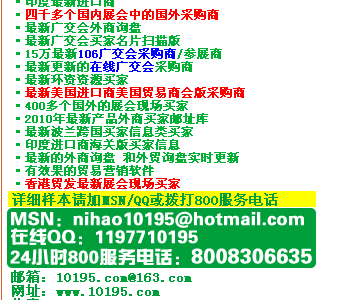 印度最新进口商
四千多个国内展会中的国外采购商
最新广交会外商询盘
最新广交会买家名片扫描版
15万最新106广交会采购商/参展商
最新更新的在线广交会采购商
最新环资资源买家
最新美国进口商美国贸易商会版采购商
400多个国外的展会现场买家
2010年最新产品外商买家邮址库
最新波兰跨国买家信息类买家
印度进口商海关版买家信息
最新的外商询盘 和外贸询盘实时更新
有效果的贸易营销软件
香港贸发最新展会现场买家
详细样本请加MSN/QQ或拨打800服务电话
MSN：nihao10195@hotmail.com
在线QQ：1197710195
24小时800服务电话：8008306635
邮箱：10195.com@163.com
网址：www.10195.com